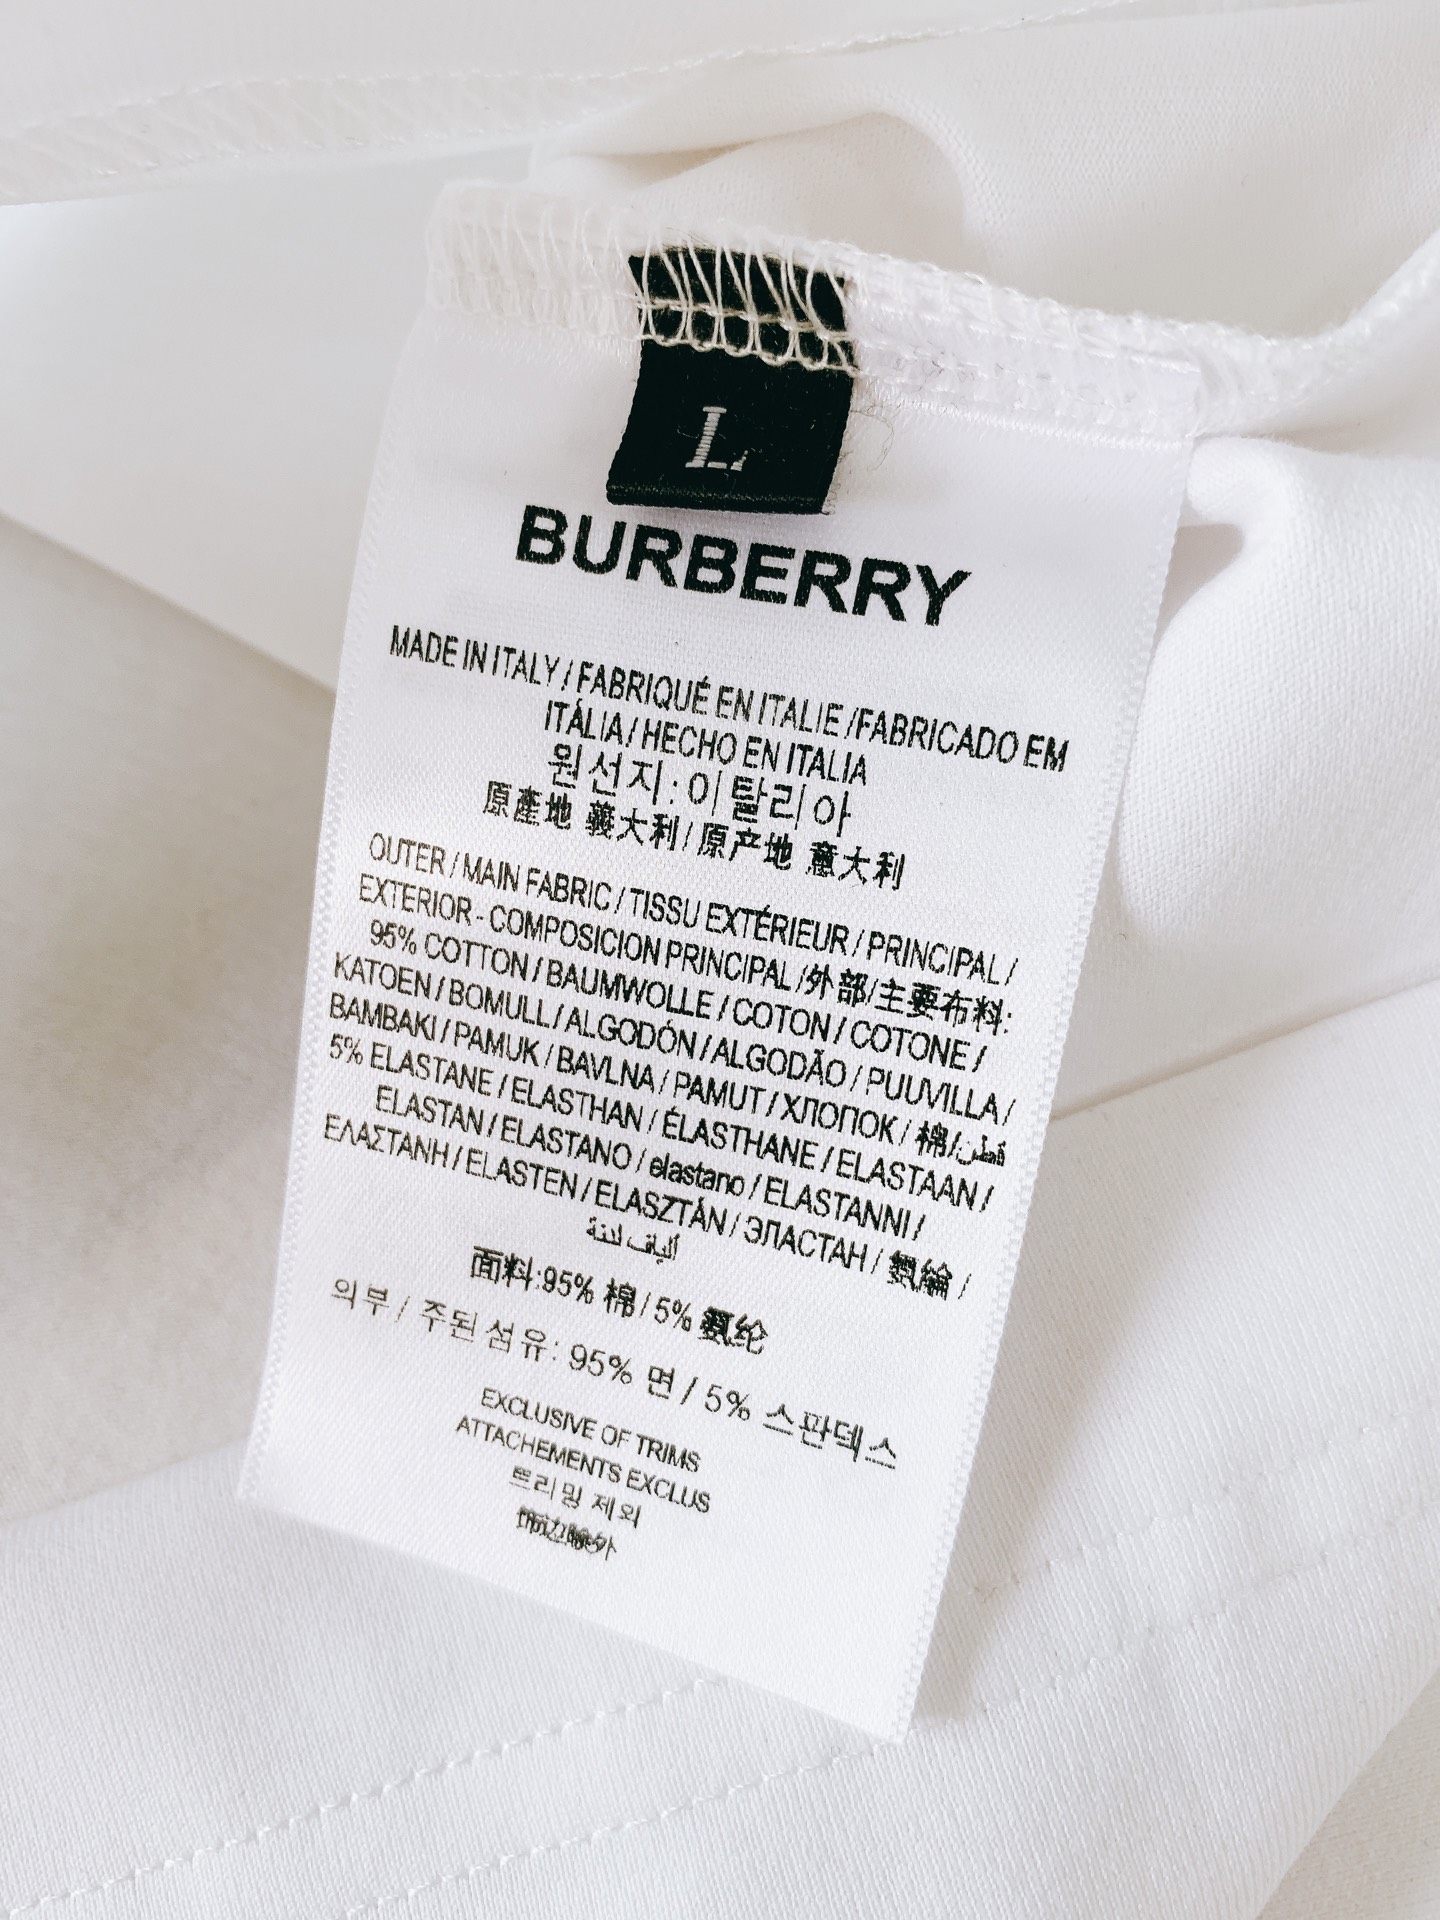 L
BURBERRY
MADE IN ITALY / FABRIQUÉ EN ITALIE /FABRICADO EM
ITÁLIA / HECHO EN ITALIA
원선지: 이탈리아
原產地 義大利 / 原产地 意大利
OUTER / MAIN FABRIC / TISSU EXTÉRIEUR / PRINCIPAL /
EXTERIOR - COMPOSICION PRINCIPAL /外部/主要布料:
95% COTTON / BAUMWOLLE / COTON / COTONE /
KATOEN / BOMULL / ALGODÓN / ALGODÃO / PUUVILLA /
BAMBAKI / PAMUK / BAVLNA / PAMUT / ХЛОПОК / 棉/قطن
5% ELASTANE / ELASTHAN / ÉLASTHANE / ELASTAAN /
ELASTAN / ELASTANO / elastano / ELASTANNI /
ΕΛΑΣΤΑΝΗ / ELASTEN / ELASZTÁN / ЭЛАСТАН / 氨綸 /
面料:95% 棉 / 5% 氨纶
의부 / 주된 섬유: 95% 면 / 5% 스판덱스
EXCLUSIVE OF TRIMS
ATTACHEMENTS EXCLUS
뜨리밍 제외